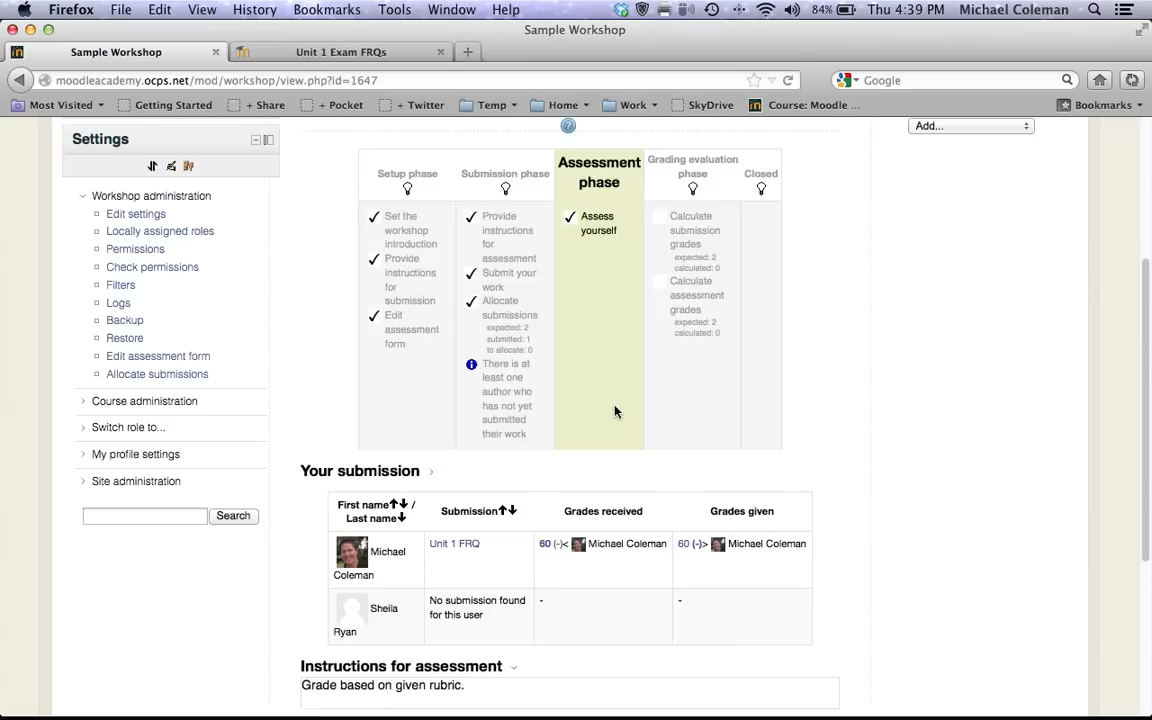 Firefox File Edit View History Bookmarks Tools Window Help 84% Thu 4:39 PM Michael Coleman
Sample Workshop
Sample Workshop Unit 1 Exam FRQs
moodleacademy.ocps.net/mod/workshop/view.php?id=1647 Google
Most Visited Getting Started + Share + Pocket + Twitter Temp Home Work SkyDrive Course: Moodle ... Bookmarks
Settings
Add...
Workshop administration
Edit settings
Locally assigned roles
Permissions
Check permissions
Filters
Logs
Backup
Restore
Edit assessment form
Allocate submissions
Course administration
Switch role to...
My profile settings
Site administration
Search
Setup phase
Set the
workshop
introduction
Provide
instructions
for
submission
Edit
assessment
form
Submission phase
Provide
instructions
for
assessment
Submit your
work
Allocate
submissions
expected: 2
submitted: 1
to allocate: 0
There is at
least one
author who
has not yet
submitted
their work
Assessment
phase
Assess
yourself
Grading evaluation
phase
Calculate
submission
grades
expected: 2
calculated: 0
Calculate
assessment
grades
expected: 2
calculated: 0
Closed
Your submission
First name /
Last name
Submission
Grades received
Grades given
Michael
Coleman
Unit 1 FRQ
60 (-)< Michael Coleman
60 (-)> Michael Coleman
Sheila
Ryan
No submission found
for this user
-
-
Instructions for assessment
Grade based on given rubric.